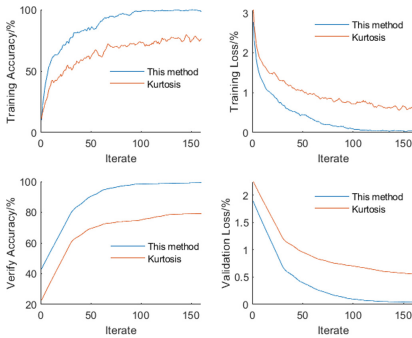 100
50
0
Training Accuracy/%
This method
Kurtosis
0 50 100 150
Iterate
3
2
1
0
Training Loss/%
This method
Kurtosis
0 50 100 150
Iterate
100
80
60
40
20
Verify Accuracy/%
This method
Kurtosis
0 50 100 150
Iterate
2
1.5
1
0.5
0
Validation Loss/%
This method
Kurtosis
0 50 100 150
Iterate